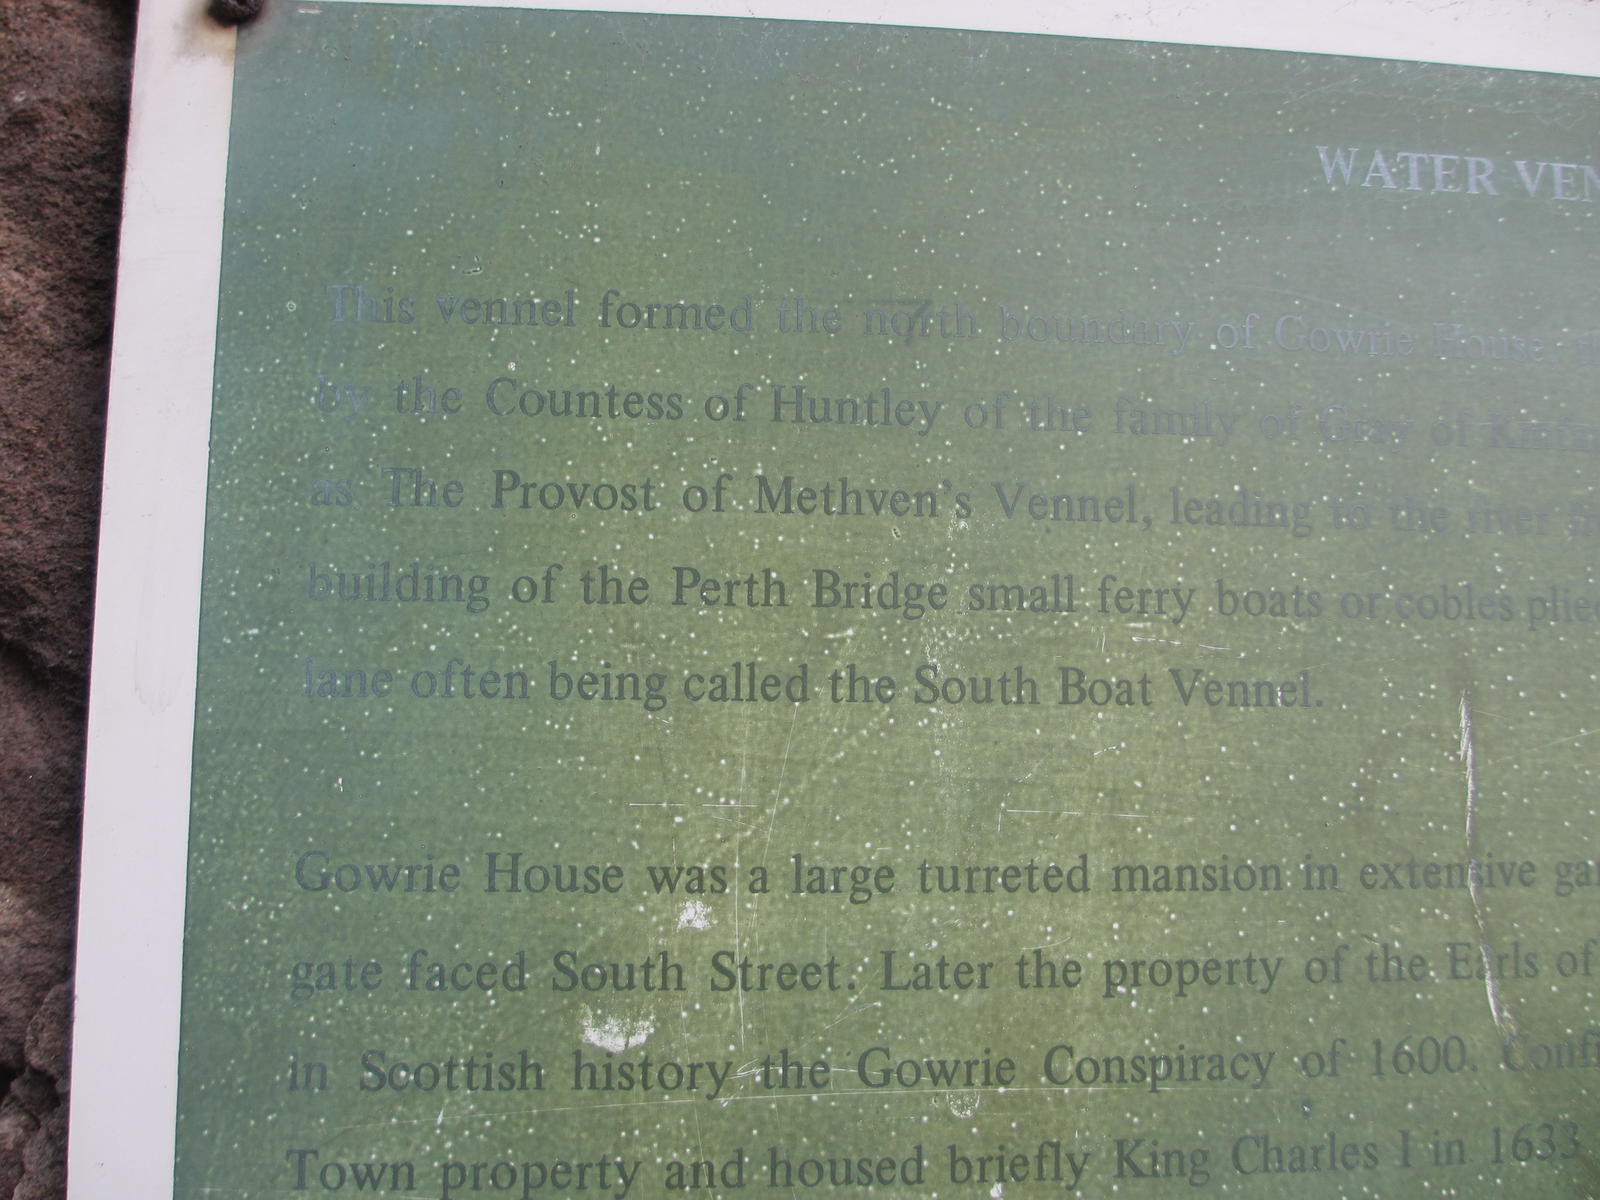 WATER VEN
This vennel formed the north boundary of Gowrie House,
by the Countess of Huntley of the family of Gray of Kinfa
as The Provost of Methven's Vennel, leading to the river
building of the Perth Bridge small ferry boats or cobles plied
lane often being called the South Boat Vennel.
Gowrie House was a large turreted mansion in extensive gar
gate faced South Street. Later the property of the Earls of
in Scottish history the Gowrie Conspiracy of 1600. Confi
Town property and housed briefly King Charles I in 1633